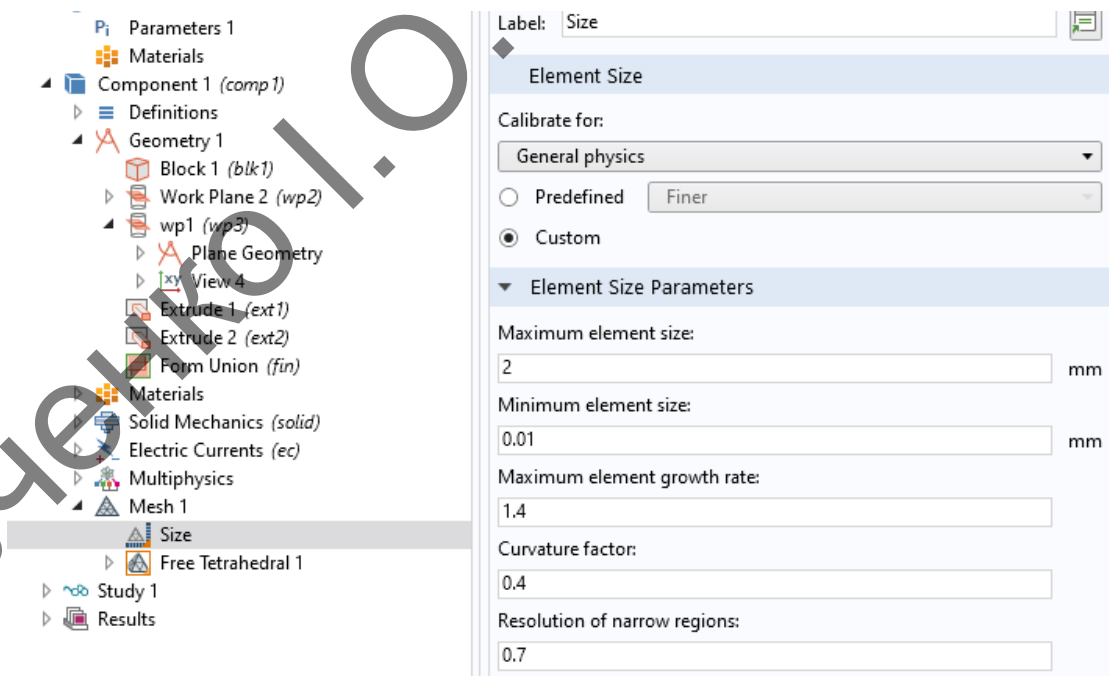 Parameters 1
Materials
Component 1 (comp1)
Definitions
Geometry 1
Block 1 (blk1)
Work Plane 2 (wp2)
wp1 (wp3)
Plane Geometry
View 4
Extrude 1 (ext1)
Extrude 2 (ext2)
Form Union (fin)
Materials
Solid Mechanics (solid)
Electric Currents (ec)
Multiphysics
Mesh 1
Size
Free Tetrahedral 1
Study 1
Results
Label: Size
Element Size
Calibrate for:
General physics
Predefined Finer
Custom
Element Size Parameters
Maximum element size:
2 mm
Minimum element size:
0.01 mm
Maximum element growth rate:
1.4
Curvature factor:
0.4
Resolution of narrow regions:
0.7
ченко І.О.